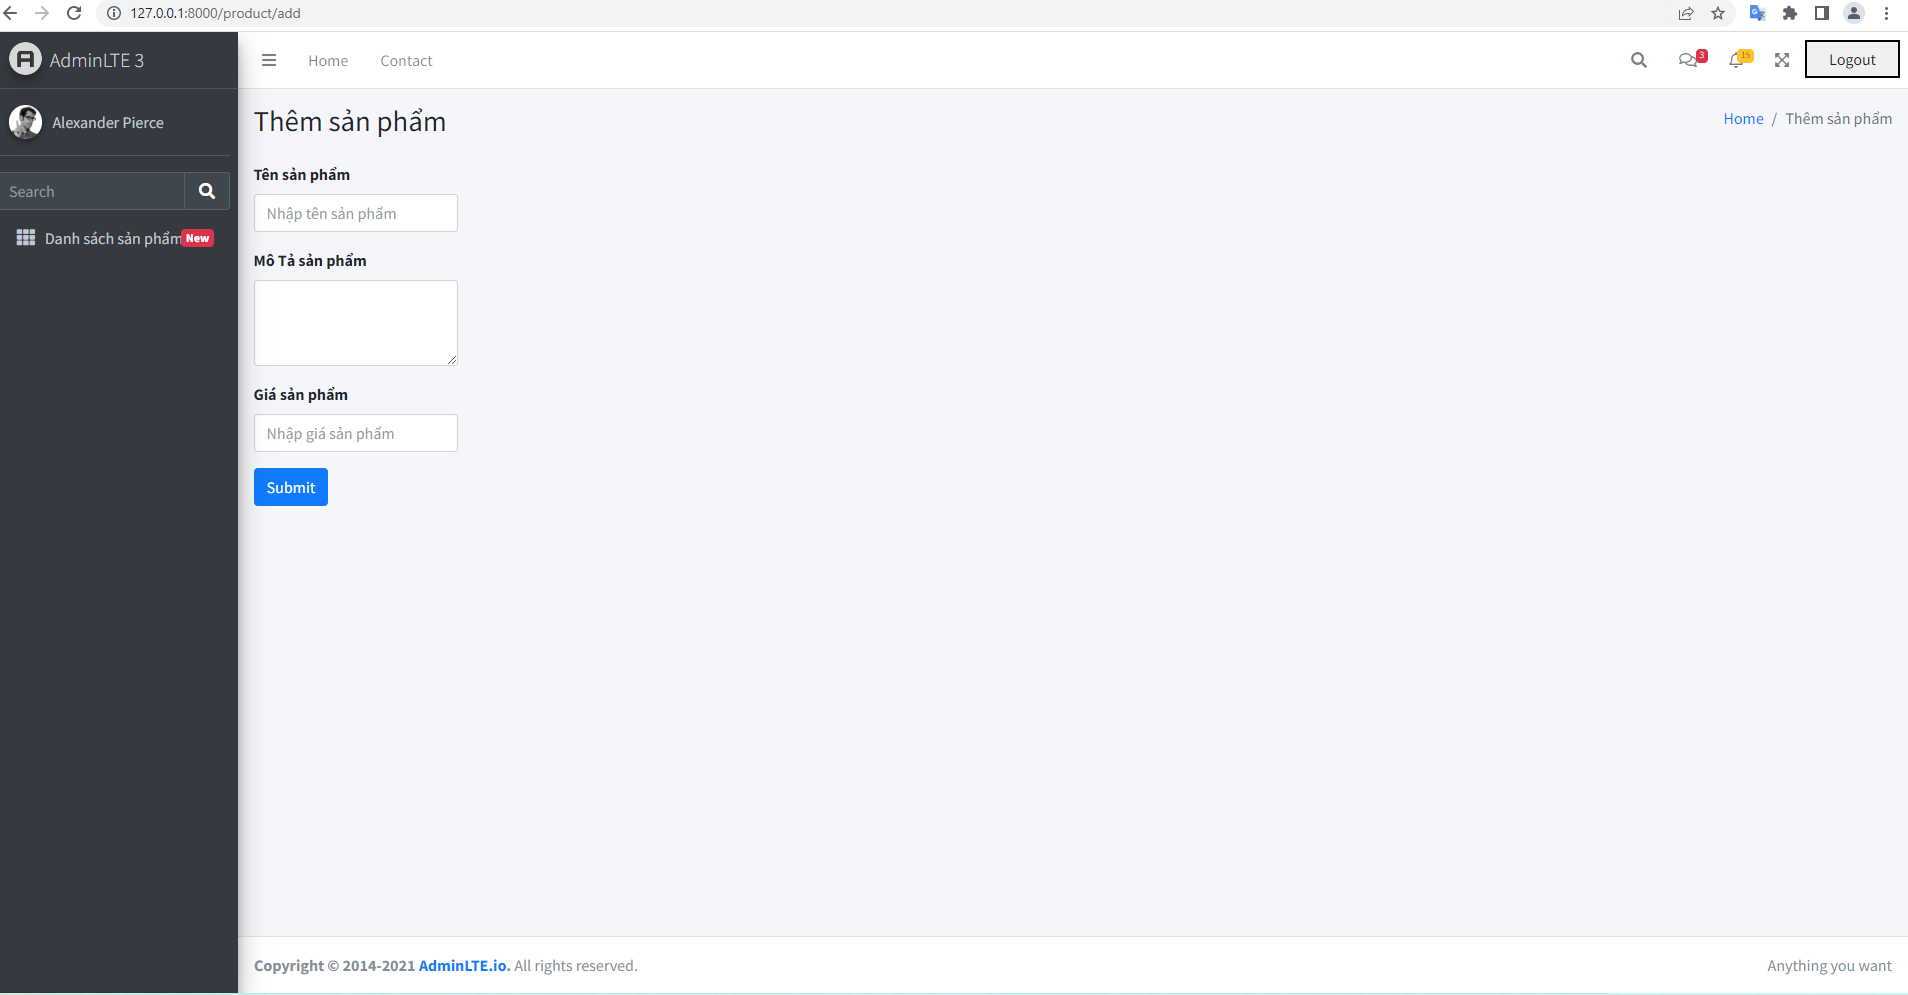 127.0.0.1:8000/product/add
AdminLTE 3
Home
Contact
3
15
Logout
Alexander Pierce
Search
Danh sách sản phẩm New
Thêm sản phẩm
Home / Thêm sản phẩm
Tên sản phẩm
Nhập tên sản phẩm
Mô Tả sản phẩm
Giá sản phẩm
Nhập giá sản phẩm
Submit
Copyright © 2014-2021 AdminLTE.io. All rights reserved.
Anything you want